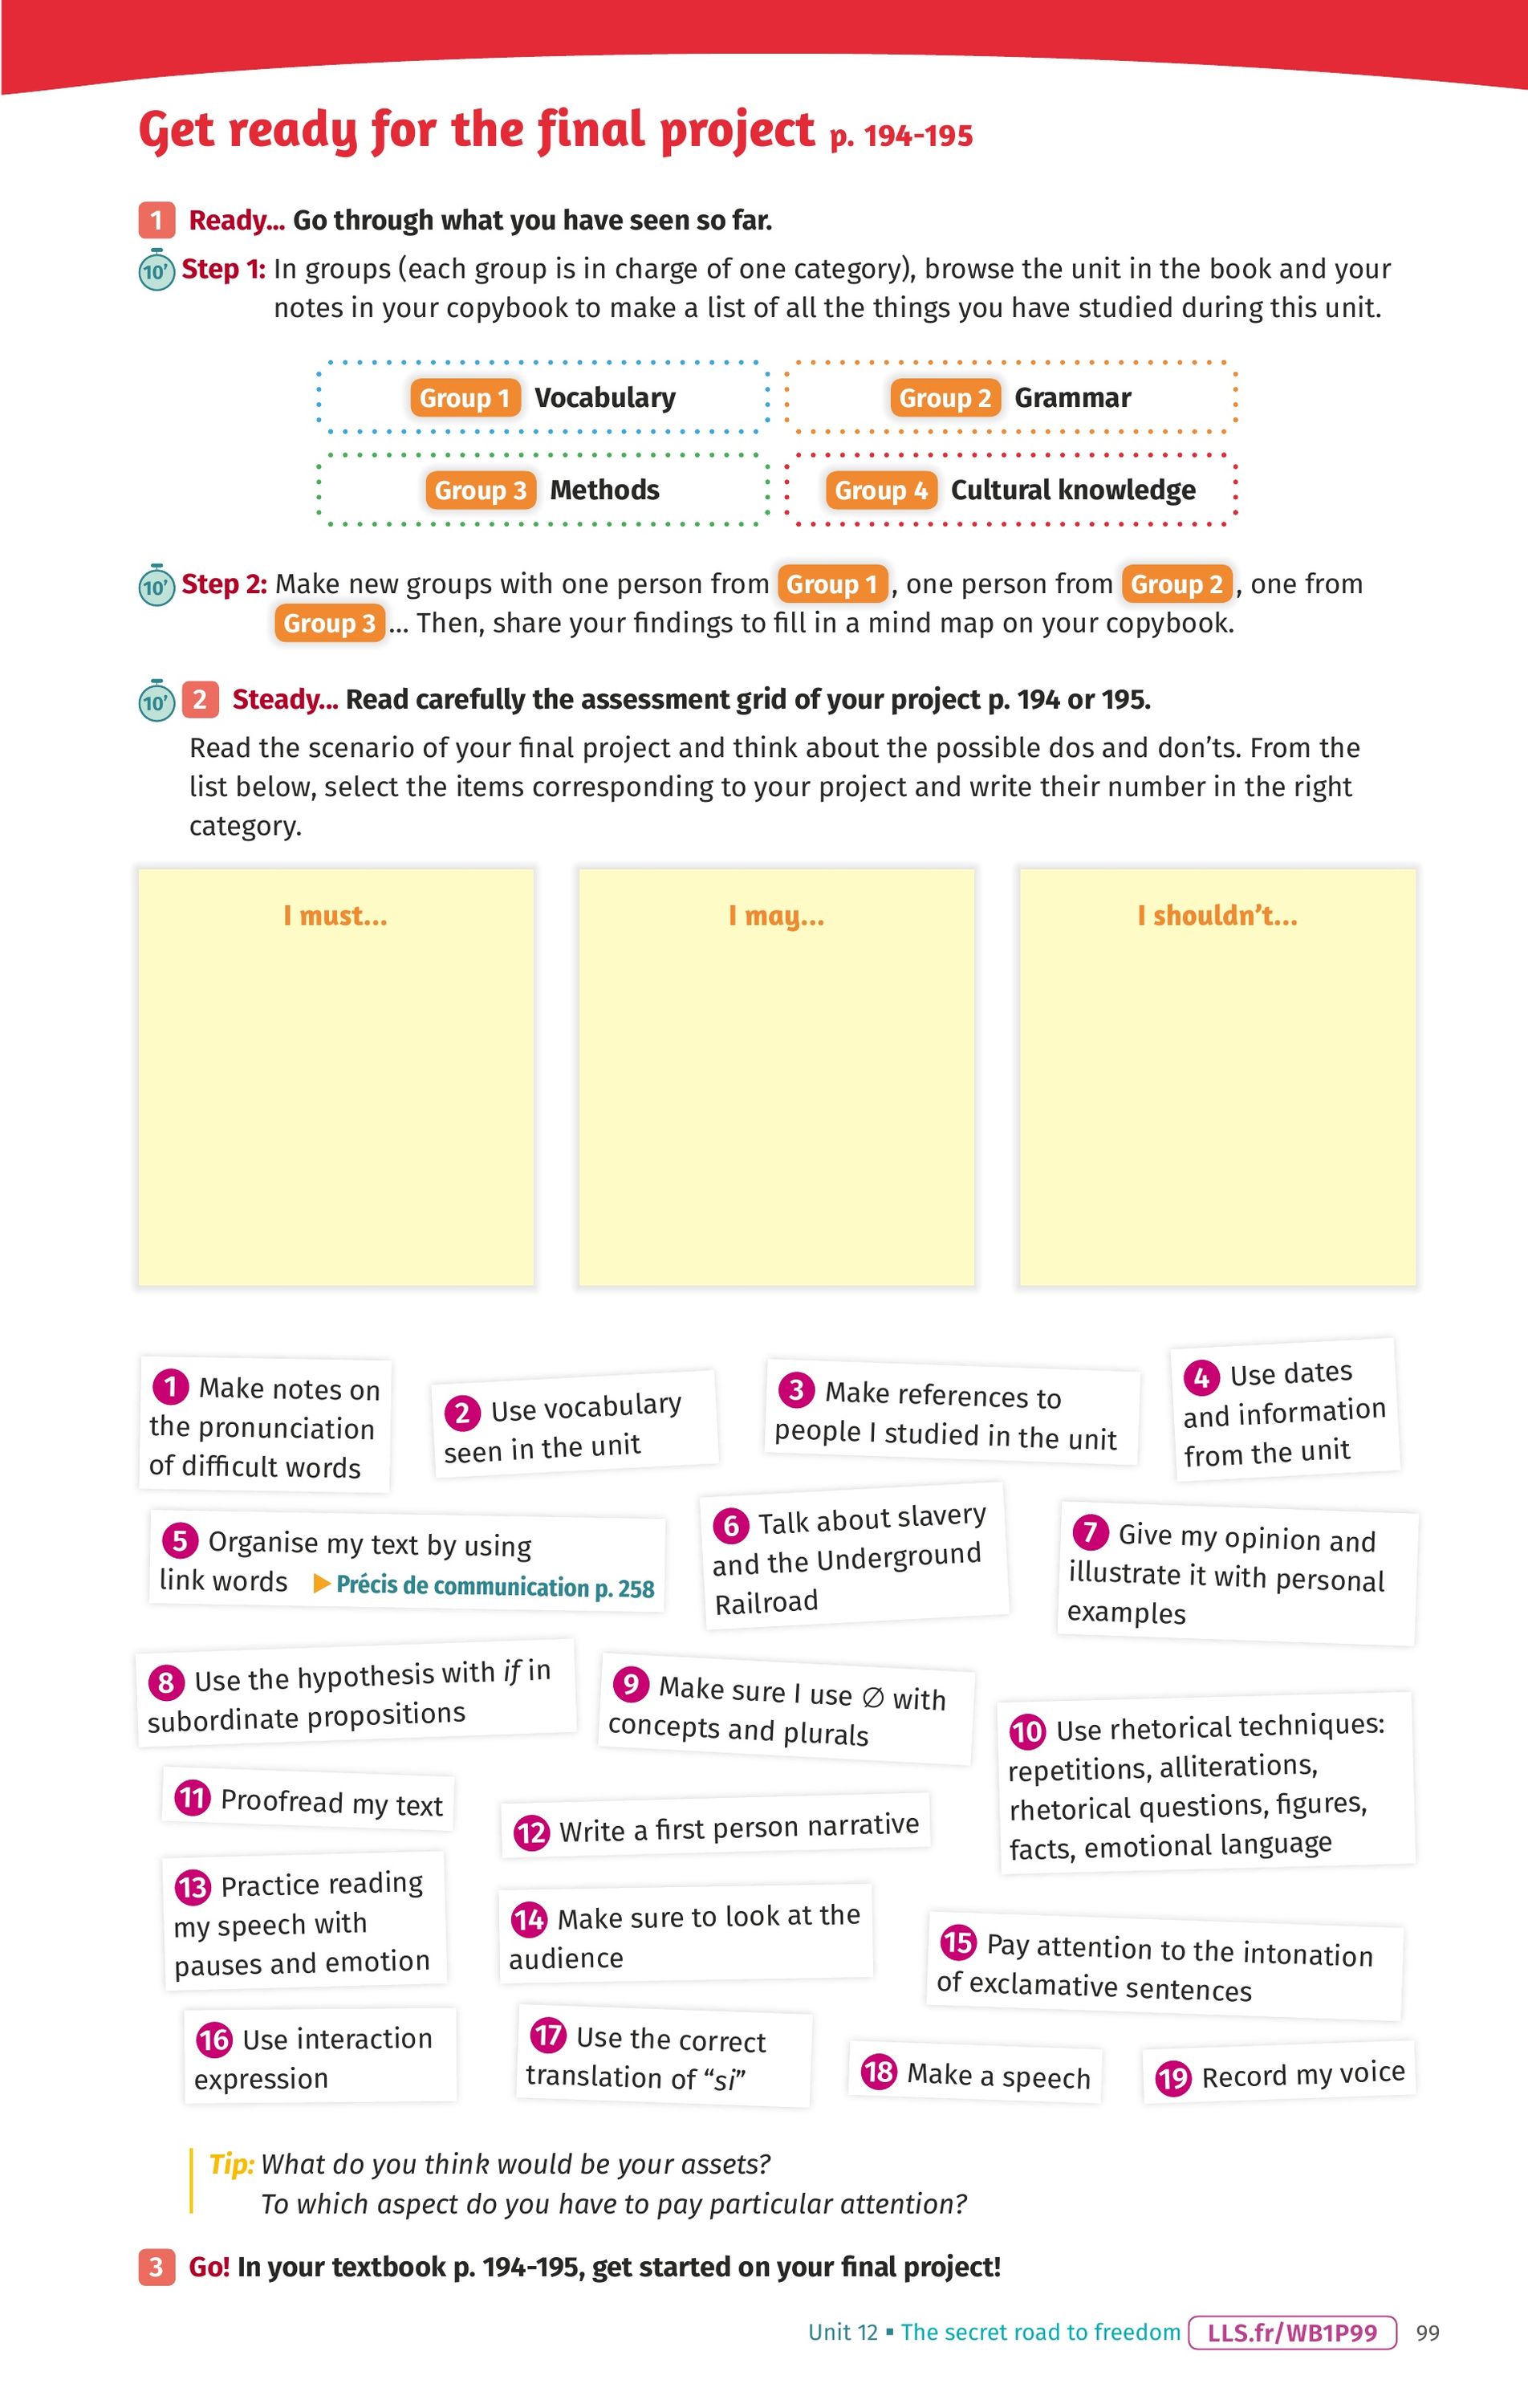 Get ready for the final project p. 194-195
1 Ready... Go through what you have seen so far.
10' Step 1: In groups (each group is in charge of one category), browse the unit in the book and your
notes in your copybook to make a list of all the things you have studied during this unit.
Group 1 Vocabulary
Group 2 Grammar
Group 3 Methods
Group 4 Cultural knowledge
10' Step 2: Make new groups with one person from Group 1, one person from Group 2, one from
Group 3... Then, share your findings to fill in a mind map on your copybook.
10' 2 Steady... Read carefully the assessment grid of your project p. 194 or 195.
Read the scenario of your final project and think about the possible dos and don'ts. From the
list below, select the items corresponding to your project and write their number in the right
category.
I must...
I may...
I shouldn't...
1 Make notes on
the pronunciation
of difficult words
2 Use vocabulary
seen in the unit
3 Make references to
people I studied in the unit
4 Use dates
and information
from the unit
5 Organise my text by using
link words ▶ Précis de communication p. 258
6 Talk about slavery
and the Underground
Railroad
7 Give my opinion and
illustrate it with personal
examples
8 Use the hypothesis with if in
subordinate propositions
9 Make sure I use ∅ with
concepts and plurals
10 Use rhetorical techniques:
repetitions, alliterations,
rhetorical questions, figures,
facts, emotional language
11 Proofread my text
12 Write a first person narrative
13 Practice reading
my speech with
pauses and emotion
14 Make sure to look at the
audience
15 Pay attention to the intonation
of exclamative sentences
16 Use interaction
expression
17 Use the correct
translation of "si"
18 Make a speech
19 Record my voice
Tip: What do you think would be your assets?
To which aspect do you have to pay particular attention?
3 Go! In your textbook p. 194-195, get started on your final project!
Unit 12 ▪ The secret road to freedom LLS.fr/WB1P99 99